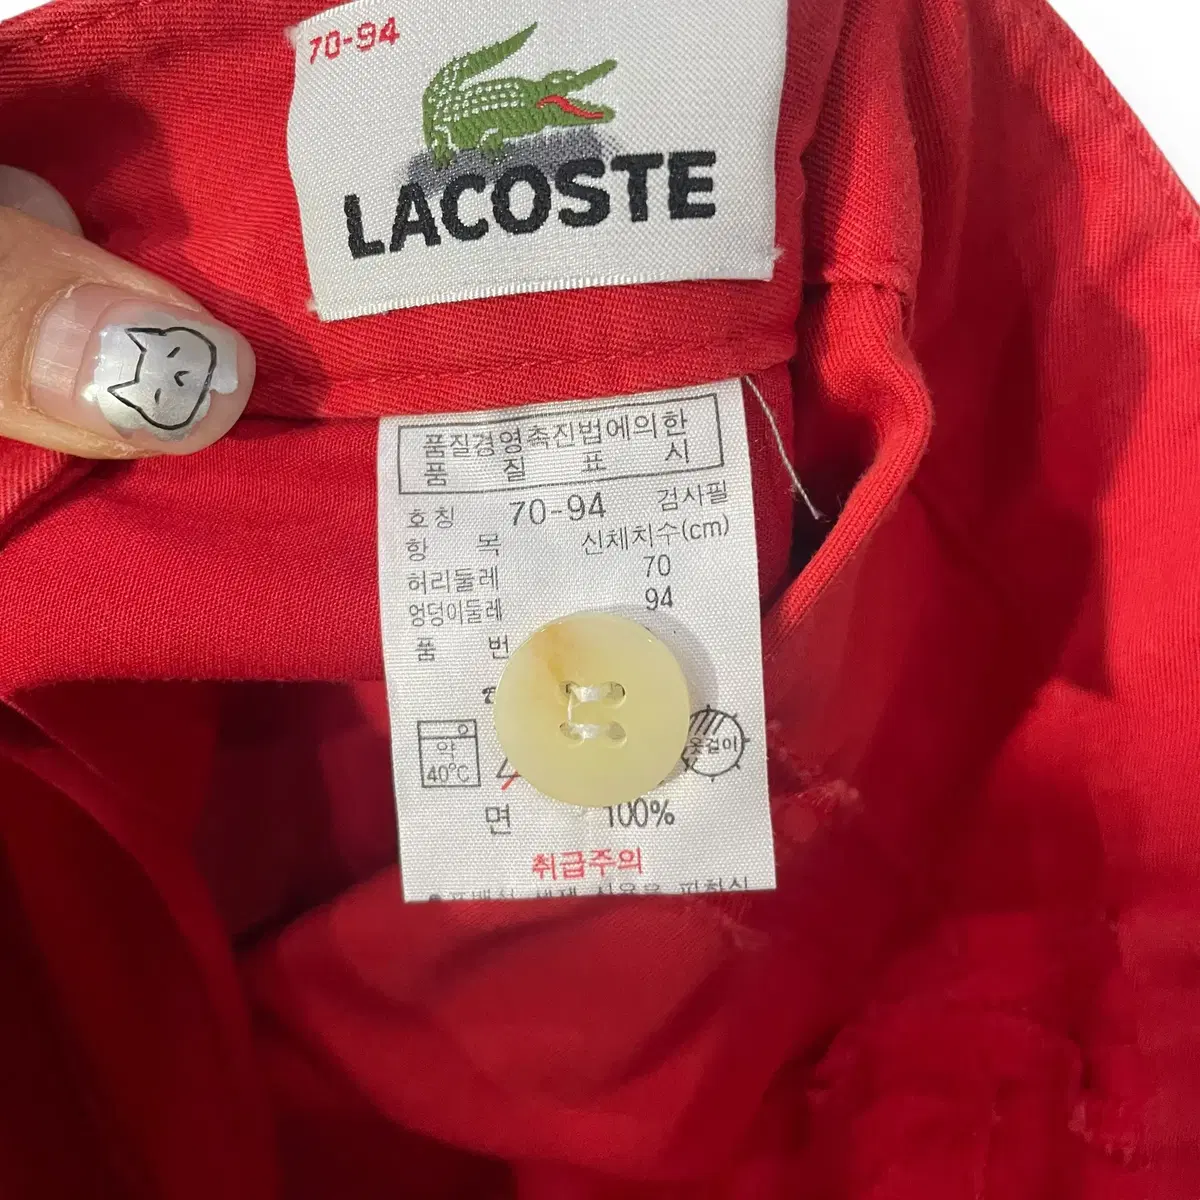 70-94
LACOSTE
품질경영촉진법에의한
품 질 표 시
호칭 70-94 검사필
항 목 신체치수(cm)
허리둘레 70
엉덩이둘레 94
품 번
약
40°C
옷걸이
면 100%
취급주의